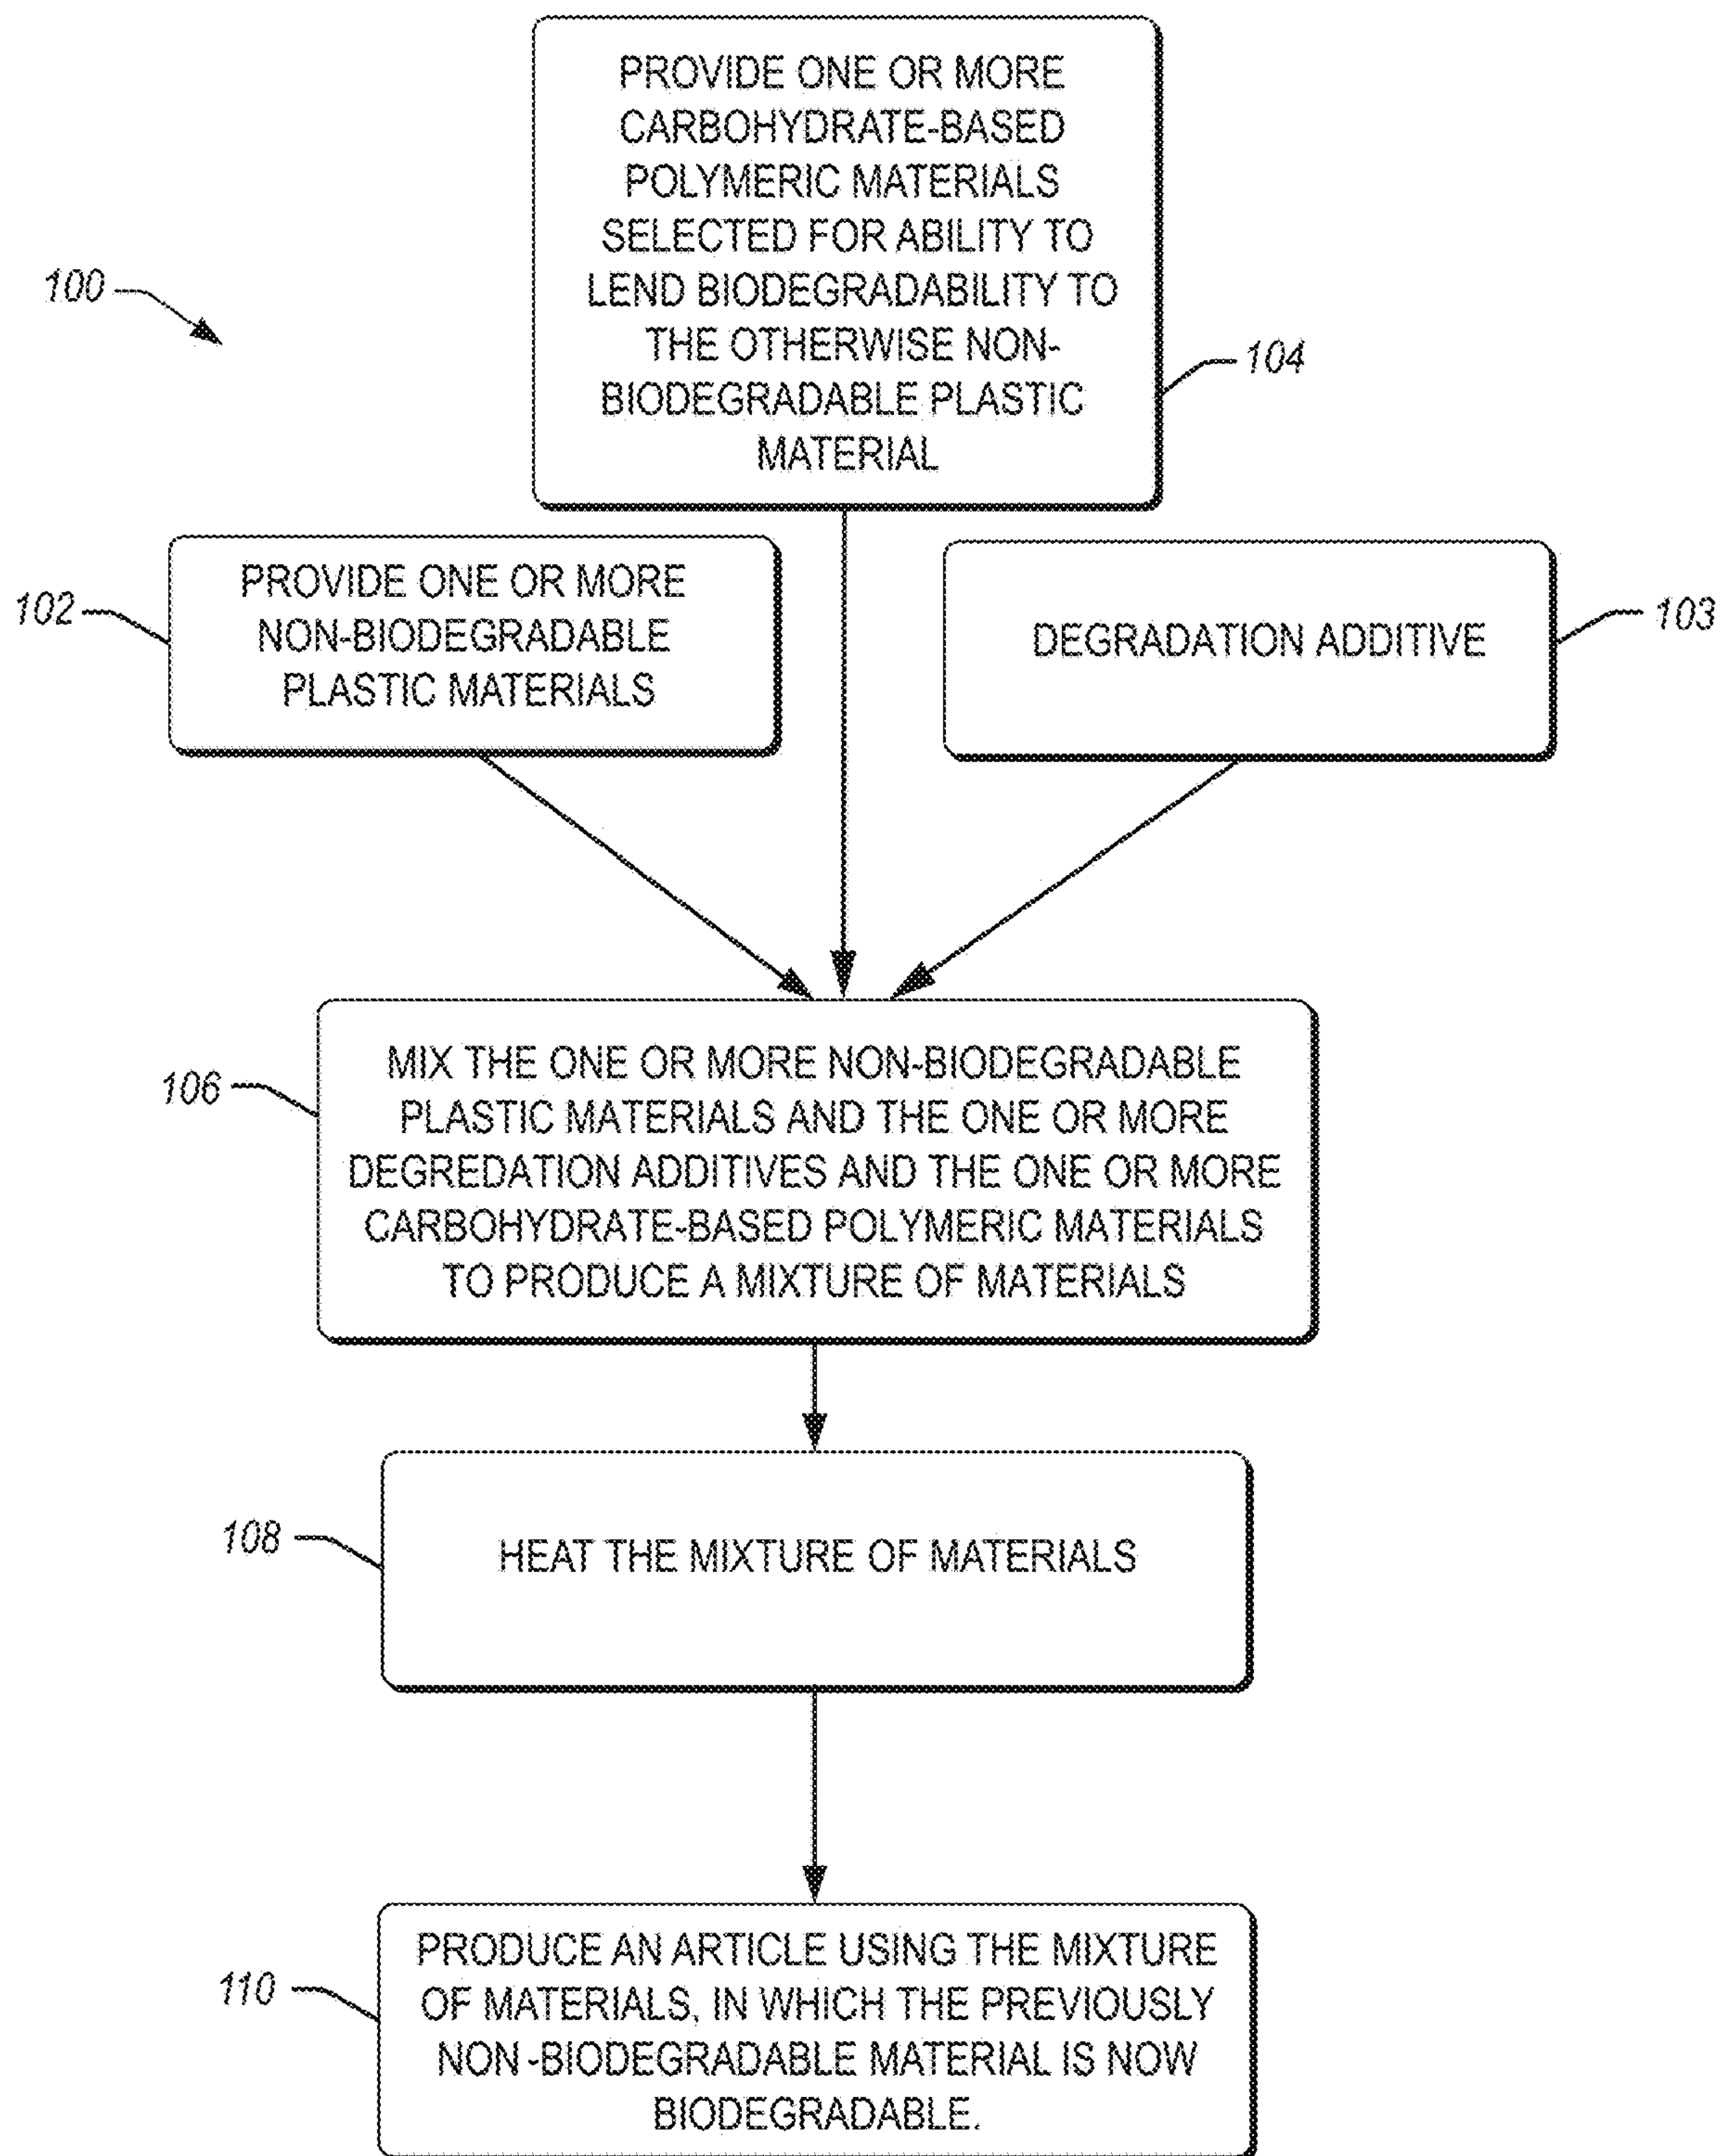 PROVIDE ONE OR MORE
CARBOHYDRATE-BASED
POLYMERIC MATERIALS
SELECTED FOR ABILITY TO
LEND BIODEGRADABILITY TO
THE OTHERWISE NON-
BIODEGRADABLE PLASTIC
MATERIAL
100
104
102
PROVIDE ONE OR MORE
NON-BIODEGRADABLE
PLASTIC MATERIALS
DEGRADATION ADDITIVE
103
106
MIX THE ONE OR MORE NON-BIODEGRADABLE
PLASTIC MATERIALS AND THE ONE OR MORE
DEGREDATION ADDITIVES AND THE ONE OR MORE
CARBOHYDRATE-BASED POLYMERIC MATERIALS
TO PRODUCE A MIXTURE OF MATERIALS
108
HEAT THE MIXTURE OF MATERIALS
110
PRODUCE AN ARTICLE USING THE MIXTURE
OF MATERIALS, IN WHICH THE PREVIOUSLY
NON-BIODEGRADABLE MATERIAL IS NOW
BIODEGRADABLE.